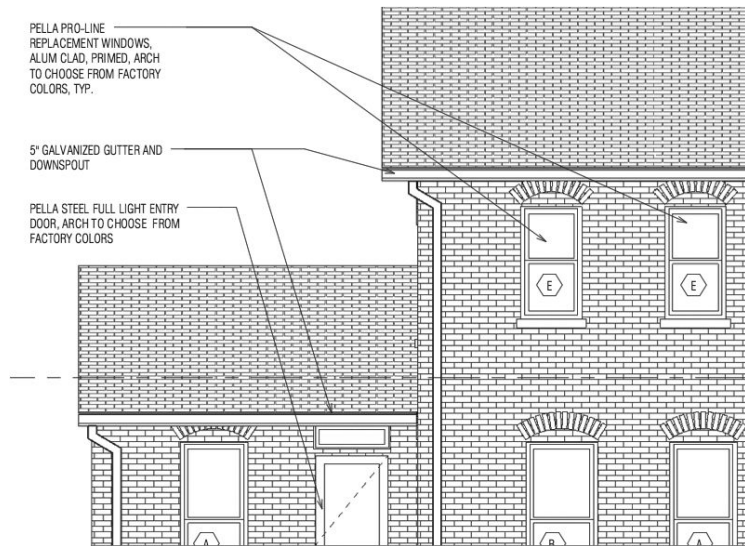 PELLA PRO-LINE
REPLACEMENT WINDOWS,
ALUM CLAD, PRIMED, ARCH
TO CHOOSE FROM FACTORY
COLORS, TYP.
5" GALVANIZED GUTTER AND
DOWNSPOUT
PELLA STEEL FULL LIGHT ENTRY
DOOR, ARCH TO CHOOSE FROM
FACTORY COLORS
E
E
A
B
A